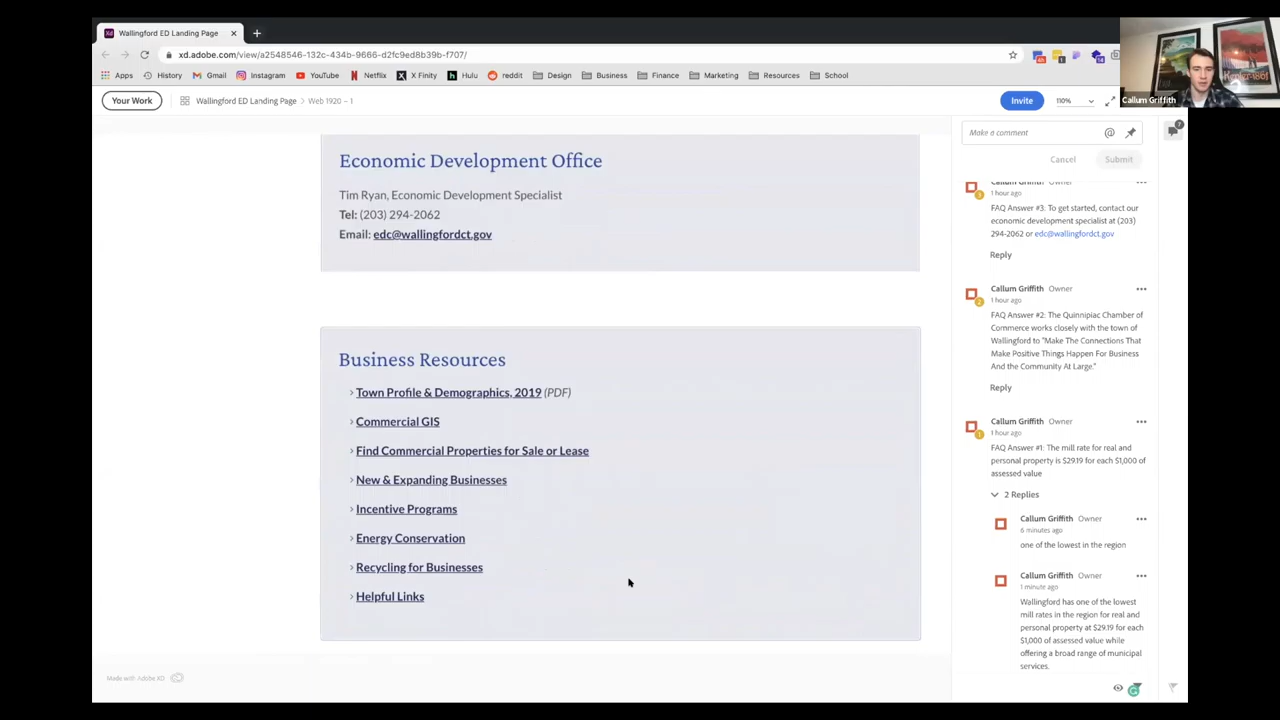 Wallingford ED Landing Page
xd.adobe.com/view/a2548546-132c-434b-9666-d2fc9ed8b39b-f707/
Apps History Gmail Instagram YouTube Netflix X Finity Hulu reddit Design Business Finance Marketing Resources School
Callum Griffith
Your Work Wallingford ED Landing Page > Web 1920 – 1 Invite 110%
7
Economic Development Office
Tim Ryan, Economic Development Specialist
Tel: (203) 294-2062
Email: edc@wallingfordct.gov
Business Resources
› Town Profile & Demographics, 2019 (PDF)
› Commercial GIS
› Find Commercial Properties for Sale or Lease
› New & Expanding Businesses
› Incentive Programs
› Energy Conservation
› Recycling for Businesses
› Helpful Links
Made with Adobe XD
Make a comment @
Cancel Submit
Callum Griffith Owner
3
1 hour ago
FAQ Answer #3. To get started, contact our
economic development specialist at (203)
294-2062 or edc@wallingfordct.gov
Reply
Callum Griffith Owner
2
1 hour ago
FAQ Answer #2: The Quinnipiac Chamber of
Commerce works closely with the town of
Wallingford to "Make The Connections That
Make Positive Things Happen For Business
And the Community At Large."
Reply
Callum Griffith Owner
1
1 hour ago
FAQ Answer #1: The mill rate for real and
personal property is $29.19 for each $1,000 of
assessed value
2 Replies
Callum Griffith Owner
6 minutes ago
one of the lowest in the region
Callum Griffith Owner
1 minute ago
Wallingford has one of the lowest
mill rates in the region for real and
personal property at $29.19 for each
$1,000 of assessed value while
offering a broad range of municipal
services.